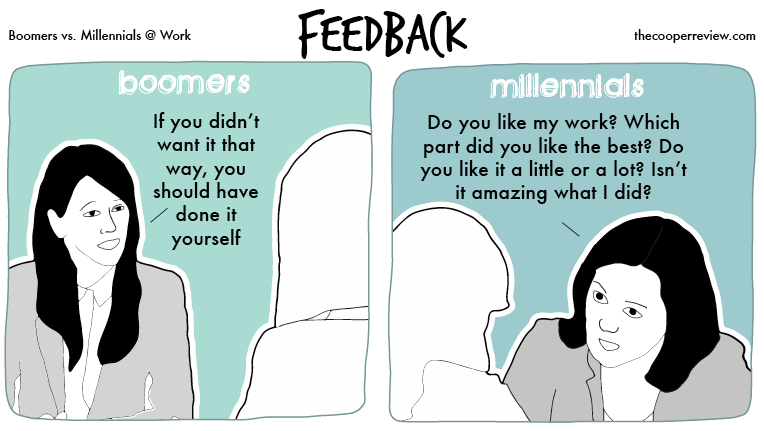 Boomers vs. Millennials @ Work
FEEDBACK
thecooperreview.com
boomers
If you didn't
want it that
way, you
should have
done it
yourself
millennials
Do you like my work? Which
part did you like the best? Do
you like it a little or a lot? Isn't
it amazing what I did?